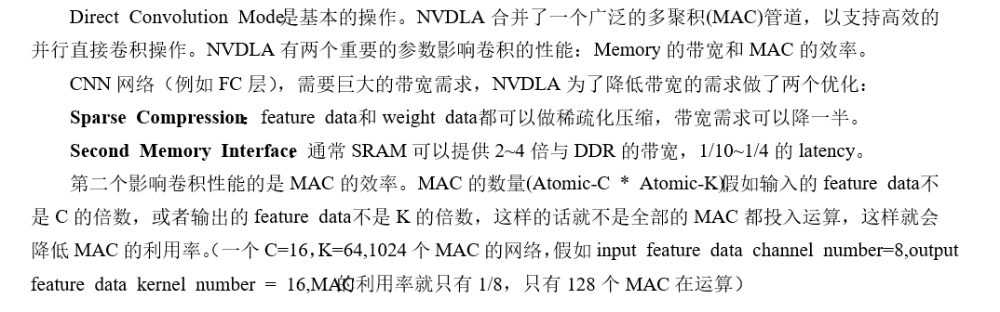 Direct Convolution Mode是基本的操作。NVDLA 合并了一个广泛的多聚积(MAC)管道，以支持高效的
并行直接卷积操作。NVDLA 有两个重要的参数影响卷积的性能：Memory 的带宽和 MAC 的效率。
CNN 网络（例如 FC 层），需要巨大的带宽需求，NVDLA 为了降低带宽的需求做了两个优化：
Sparse Compression：feature data和 weight data都可以做稀疏化压缩，带宽需求可以降一半。
Second Memory Interface：通常 SRAM 可以提供 2~4 倍与 DDR 的带宽，1/10~1/4 的 latency。
第二个影响卷积性能的是 MAC 的效率。MAC 的数量(Atomic-C * Atomic-K)假如输入的 feature data不
是 C 的倍数，或者输出的 feature data不是 K 的倍数，这样的话就不是全部的 MAC 都投入运算，这样就会
降低 MAC 的利用率。（一个 C=16，K=64,1024 个 MAC 的网络，假如 input feature data channel number=8,output
feature data kernel number = 16,MAC的利用率就只有 1/8，只有 128 个 MAC 在运算）